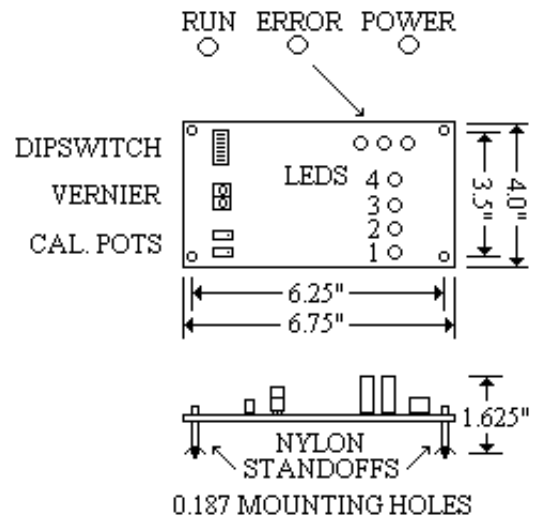 RUN ERROR POWER
DIPSWITCH
VERNIER
CAL. POTS
LEDS
4
3
2
1
3.5"
4.0"
6.25"
6.75"
1.625"
NYLON
STANDOFFS
0.187 MOUNTING HOLES